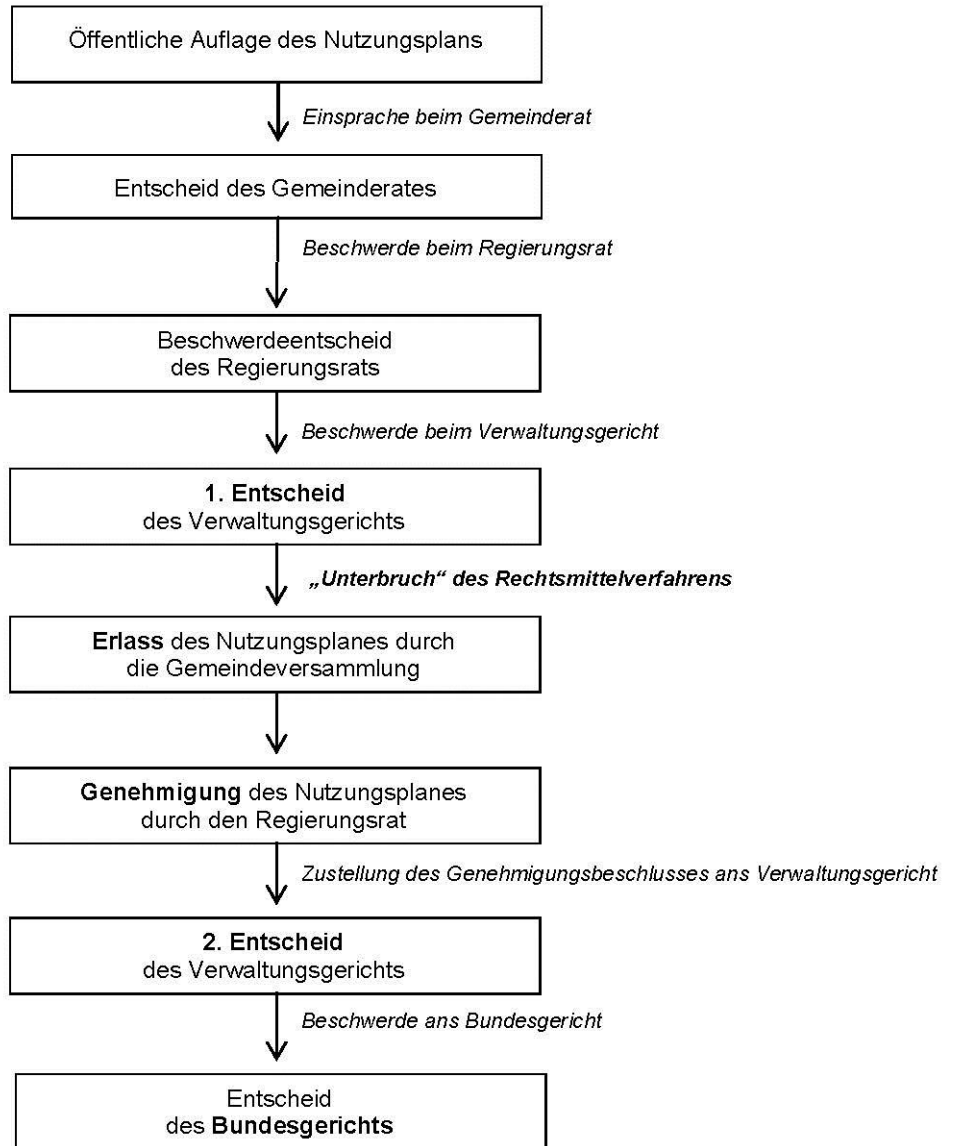 Öffentliche Auflage des Nutzungsplans
Einsprache beim Gemeinderat
Entscheid des Gemeinderates
Beschwerde beim Regierungsrat
Beschwerdeentscheid
des Regierungsrats
Beschwerde beim Verwaltungsgericht
1. Entscheid
des Verwaltungsgerichts
„Unterbruch“ des Rechtsmittelverfahrens
Erlass des Nutzungsplanes durch
die Gemeindeversammlung
Genehmigung des Nutzungsplanes
durch den Regierungsrat
Zustellung des Genehmigungsbeschlusses ans Verwaltungsgericht
2. Entscheid
des Verwaltungsgerichts
Beschwerde ans Bundesgericht
Entscheid
des Bundesgerichts